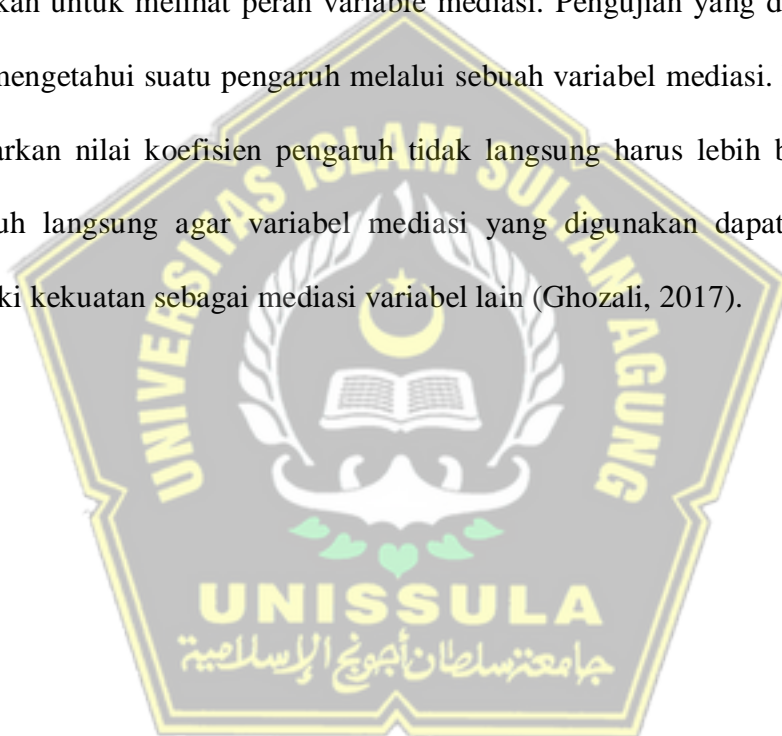 kan untuk melihat peran variable mediasi. Pengujian yang d
mengetahui suatu pengaruh melalui sebuah variabel mediasi.
arkan nilai koefisien pengaruh tidak langsung harus lebih b
uh langsung agar variabel mediasi yang digunakan dapat
ki kekuatan sebagai mediasi variabel lain (Ghozali, 2017).
UNIVERSITAS ISLAM SULTAN AGUNG
UNISSULA
جامعتسلطان أجونج الإسلامية